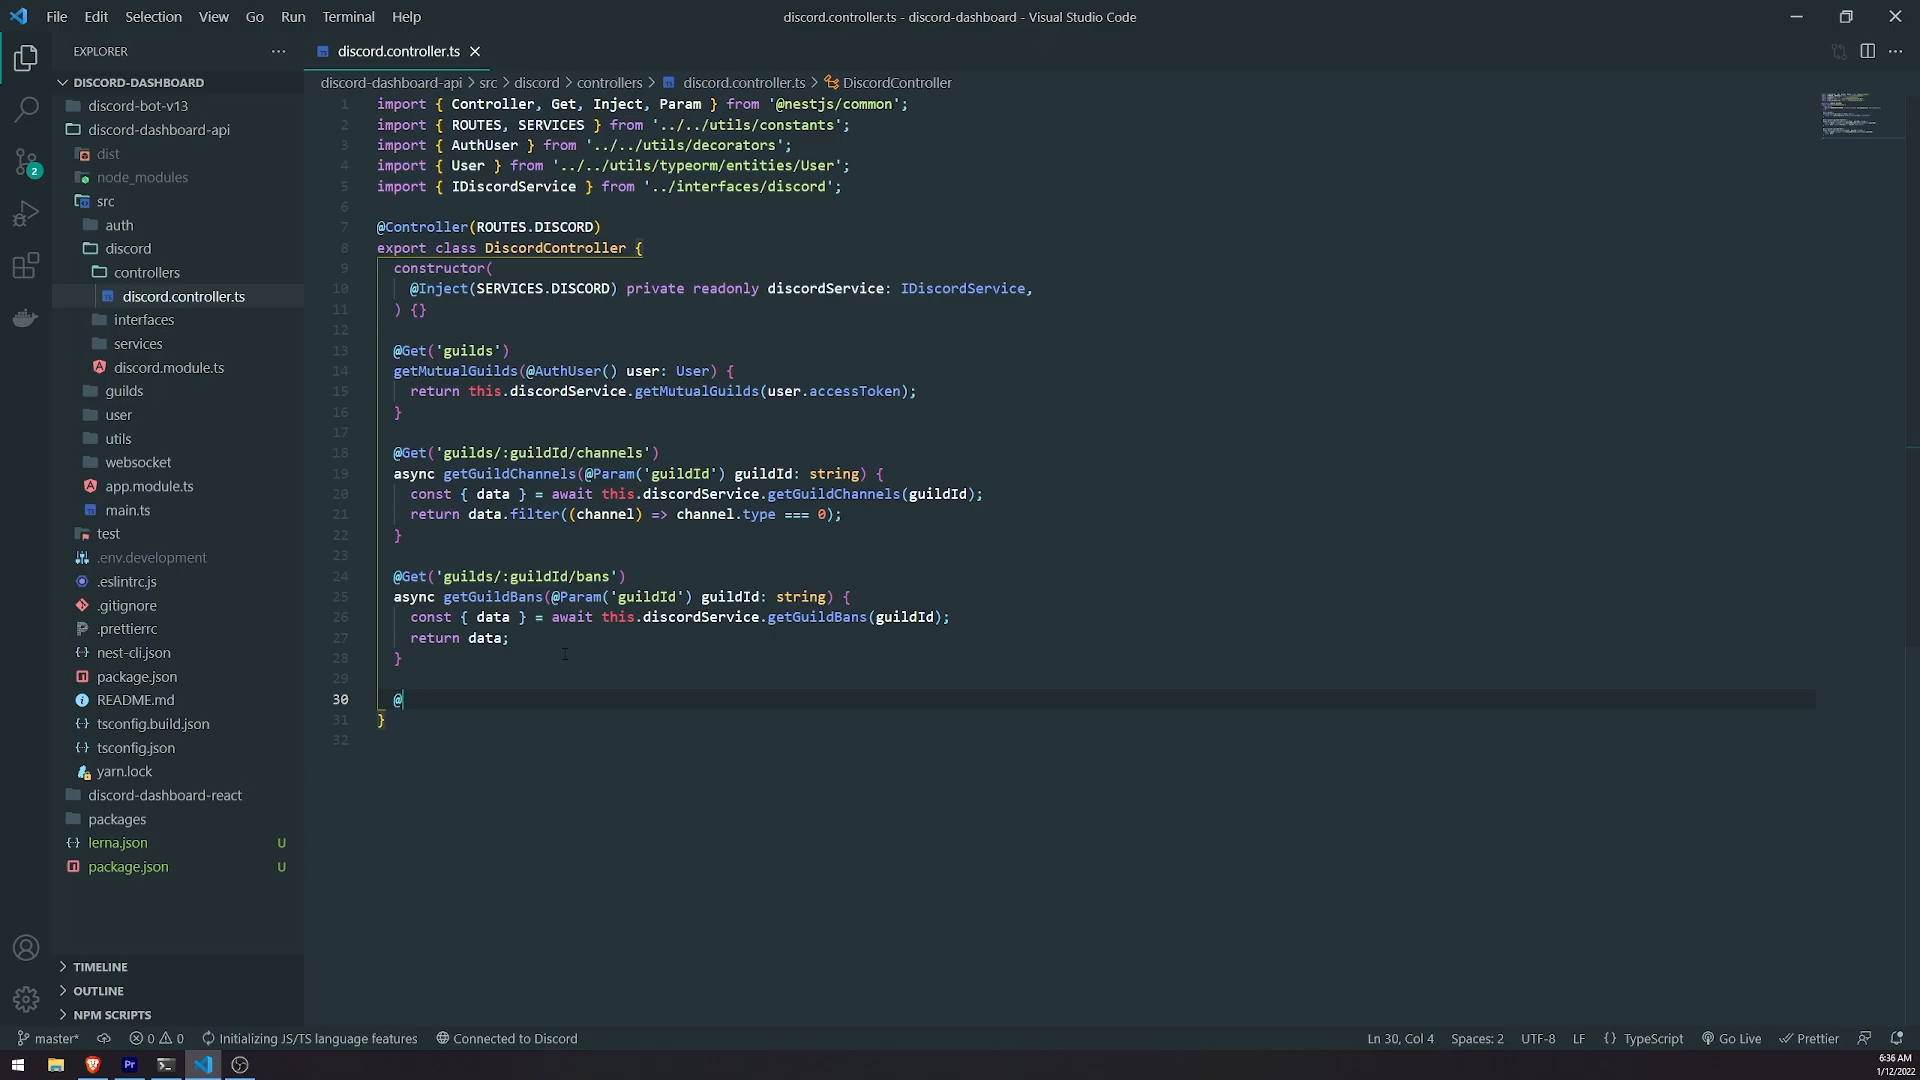 File Edit Selection View Go Run Terminal Help
discord.controller.ts - discord-dashboard - Visual Studio Code
EXPLORER
DISCORD-DASHBOARD
discord-bot-v13
discord-dashboard-api
dist
node_modules
src
auth
discord
controllers
discord.controller.ts
interfaces
services
discord.module.ts
guilds
user
utils
websocket
app.module.ts
main.ts
test
.env.development
.eslintrc.js
.gitignore
.prettierrc
nest-cli.json
package.json
README.md
tsconfig.build.json
tsconfig.json
yarn.lock
discord-dashboard-react
packages
lerna.json U
package.json U
TIMELINE
OUTLINE
NPM SCRIPTS
2
discord.controller.ts
discord-dashboard-api > src > discord > controllers > discord.controller.ts > DiscordController
1 import { Controller, Get, Inject, Param } from '@nestjs/common';
2 import { ROUTES, SERVICES } from '../../utils/constants';
3 import { AuthUser } from '../../utils/decorators';
4 import { User } from '../../utils/typeorm/entities/User';
5 import { IDiscordService } from '../interfaces/discord';
6
7 @Controller(ROUTES.DISCORD)
8 export class DiscordController {
9 constructor(
10 @Inject(SERVICES.DISCORD) private readonly discordService: IDiscordService,
11 ) {}
12
13 @Get('guilds')
14 getMutualGuilds(@AuthUser() user: User) {
15 return this.discordService.getMutualGuilds(user.accessToken);
16 }
17
18 @Get('guilds/:guildId/channels')
19 async getGuildChannels(@Param('guildId') guildId: string) {
20 const { data } = await this.discordService.getGuildChannels(guildId);
21 return data.filter((channel) => channel.type === 0);
22 }
23
24 @Get('guilds/:guildId/bans')
25 async getGuildBans(@Param('guildId') guildId: string) {
26 const { data } = await this.discordService.getGuildBans(guildId);
27 return data;
28 }
29
30 @
31 }
32
master* 0 0 Initializing JS/TS language features Connected to Discord
Ln 30, Col 4 Spaces: 2 UTF-8 LF {} TypeScript Go Live Prettier
Pr
6:36 AM
1/12/2022